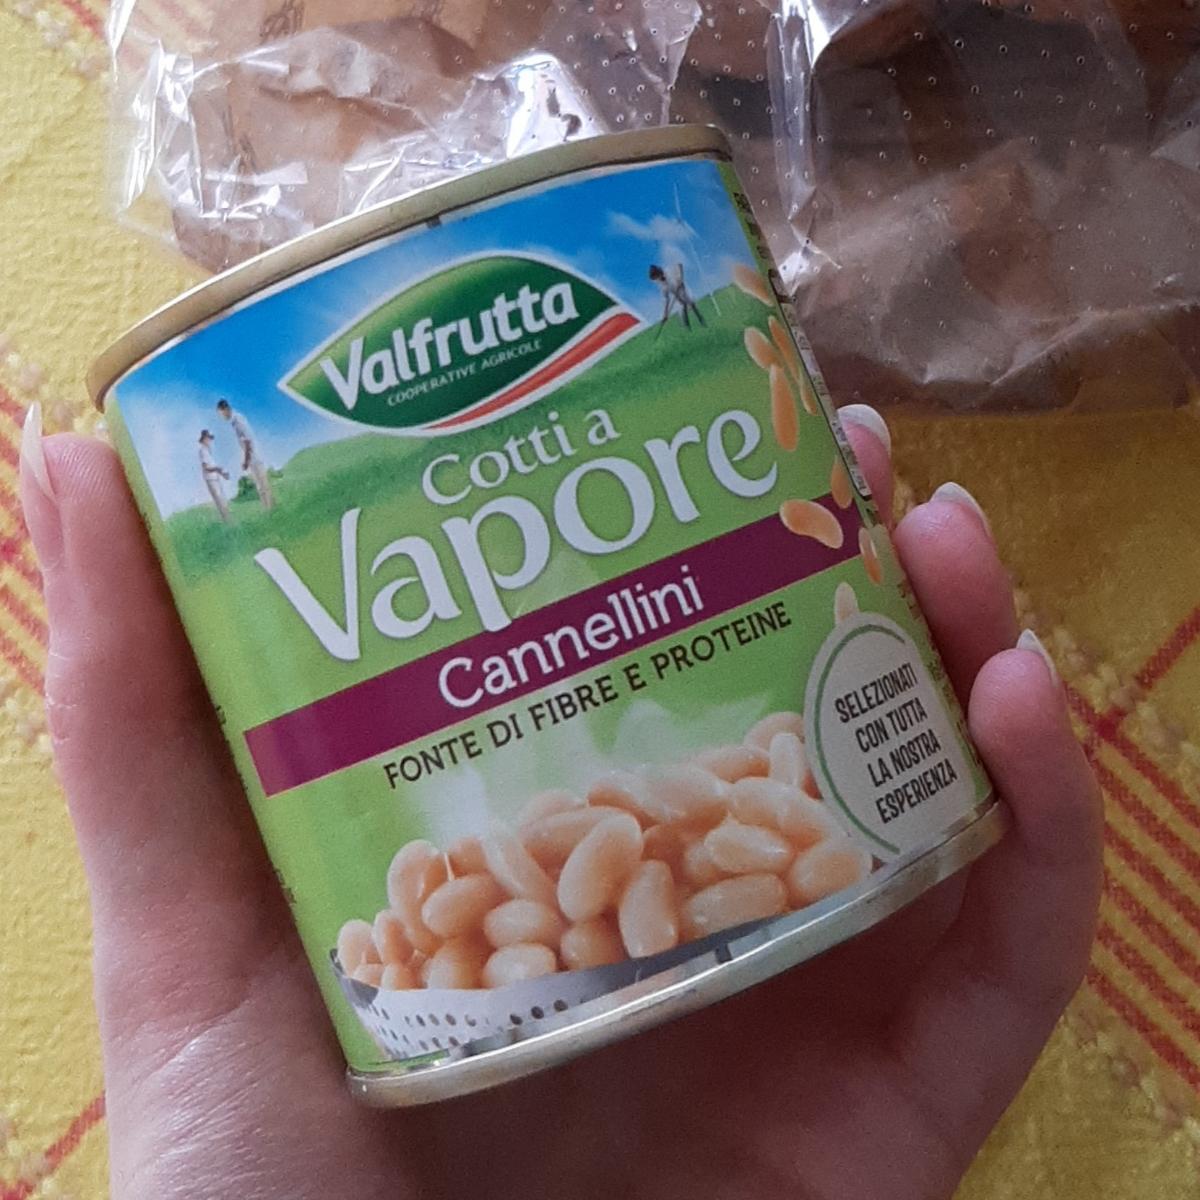 Valfrutta
COOPERATIVE AGRICOLE
Cotti a
Vapore
Cannellini
FONTE DI FIBRE E PROTEINE
SELEZIONATI
CON TUTTA
LA NOSTRA
ESPERIENZA